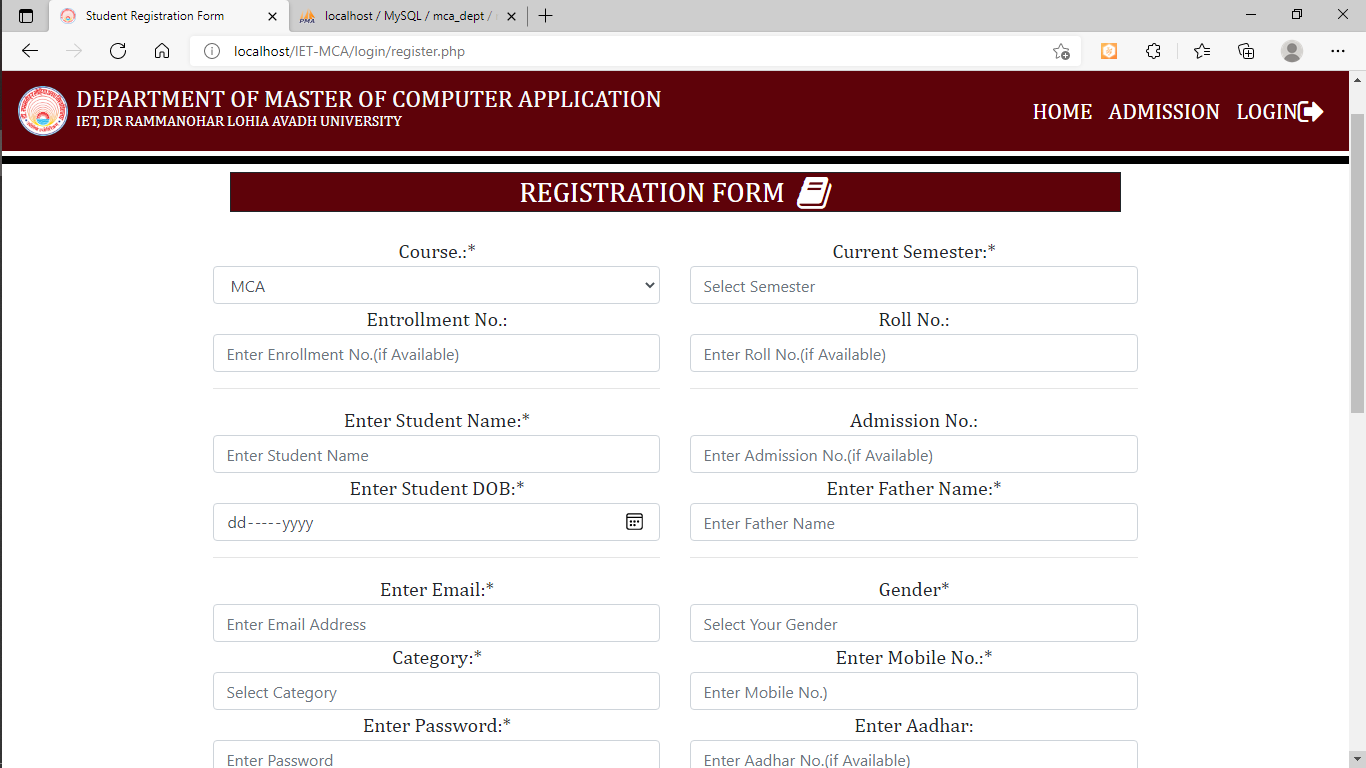 Student Registration Form
localhost / MySQL / mca_dept /
localhost/IET-MCA/login/register.php
DEPARTMENT OF MASTER OF COMPUTER APPLICATION
IET, DR RAMMANOHAR LOHIA AVADH UNIVERSITY
HOME ADMISSION LOGIN
REGISTRATION FORM
Course.:* Current Semester:*
MCA Select Semester
Entrollment No.: Roll No.:
Enter Enrollment No.(if Available) Enter Roll No.(if Available)
Enter Student Name:* Admission No.:
Enter Student Name Enter Admission No.(if Available)
Enter Student DOB:* Enter Father Name:*
dd-----yyyy Enter Father Name
Enter Email:* Gender*
Enter Email Address Select Your Gender
Category:* Enter Mobile No.:*
Select Category Enter Mobile No.)
Enter Password:* Enter Aadhar:
Enter Password Enter Aadhar No.(if Available)